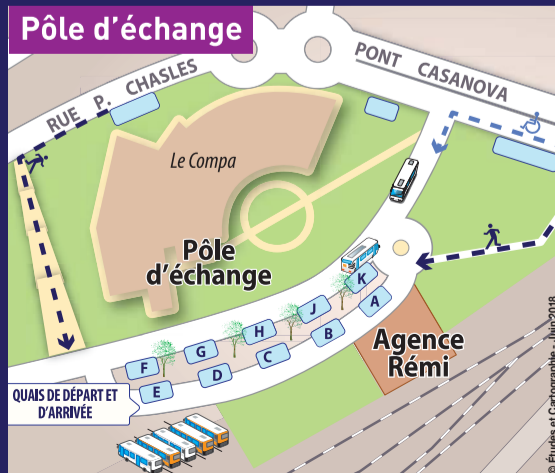 Pôle d'échange
RUE P. CHASLES
PONT CASANOVA
Le Compa
Pôle
d'échange
K
A
J
B
H
C
G
D
F
E
Agence
Rémi
QUAIS DE DÉPART ET
D'ARRIVÉE
Études et Cartographie - Juin 2018